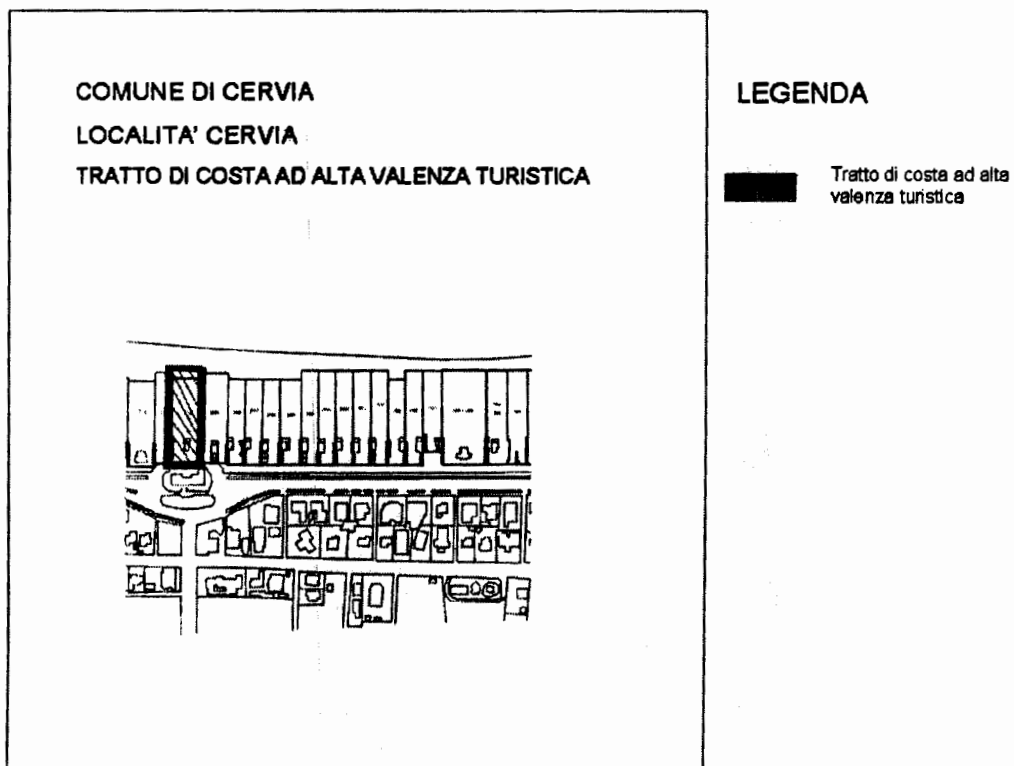 COMUNE DI CERVIA
LOCALITA' CERVIA
TRATTO DI COSTA AD ALTA VALENZA TURISTICA
LEGENDA
Tratto di costa ad alta
valenza turistica